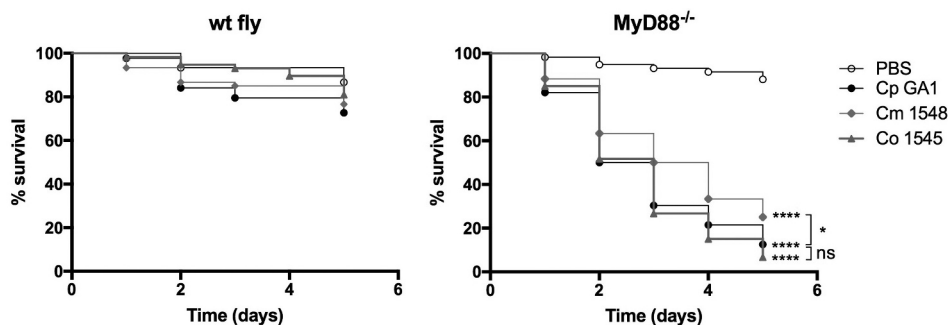 wt fly
% survival
100
80
60
40
20
0
0 2 4 6
Time (days)
MyD88-/-
% survival
100
80
60
40
20
0
0 2 4 6
Time (days)
****
****
****
*
ns
PBS
Cp GA1
Cm 1548
Co 1545